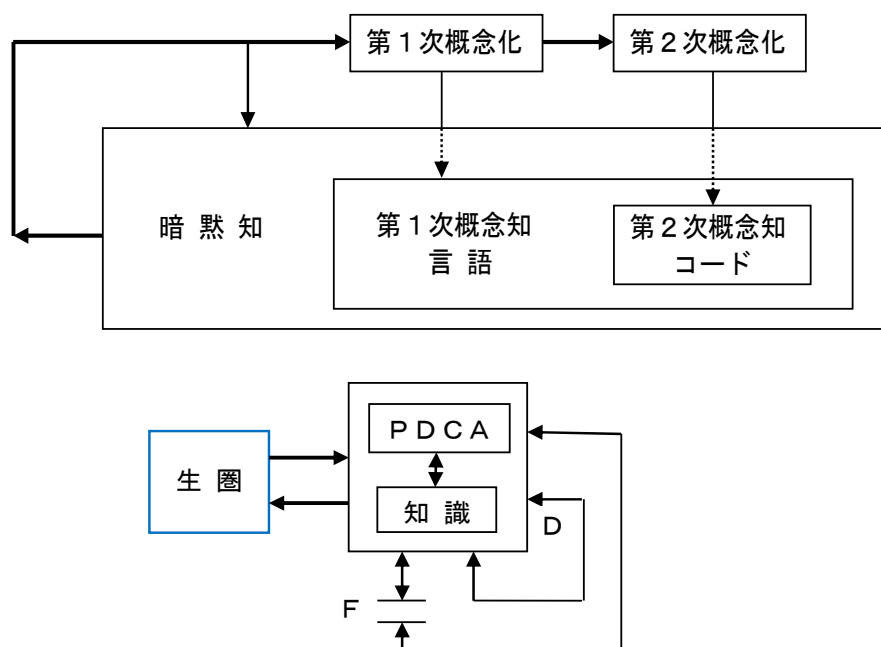 第１次概念化
第２次概念化
暗黙知
第１次概念知
言語
第２次概念知
コード
ＰＤＣＡ
生圏
知識
Ｄ
Ｆ